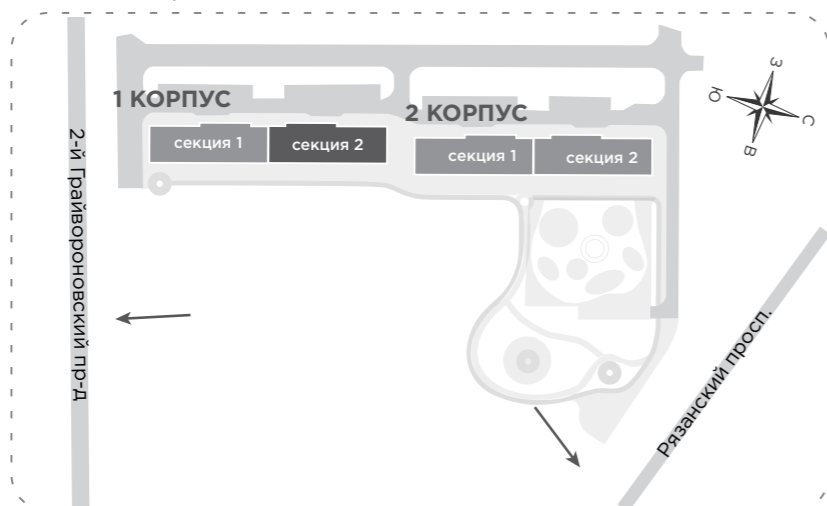 1 КОРПУС
2 КОРПУС
секция 1
секция 2
секция 1
секция 2
2-й Грайвороновский пр-д
Рязанский просп.
З
Ю
С
В